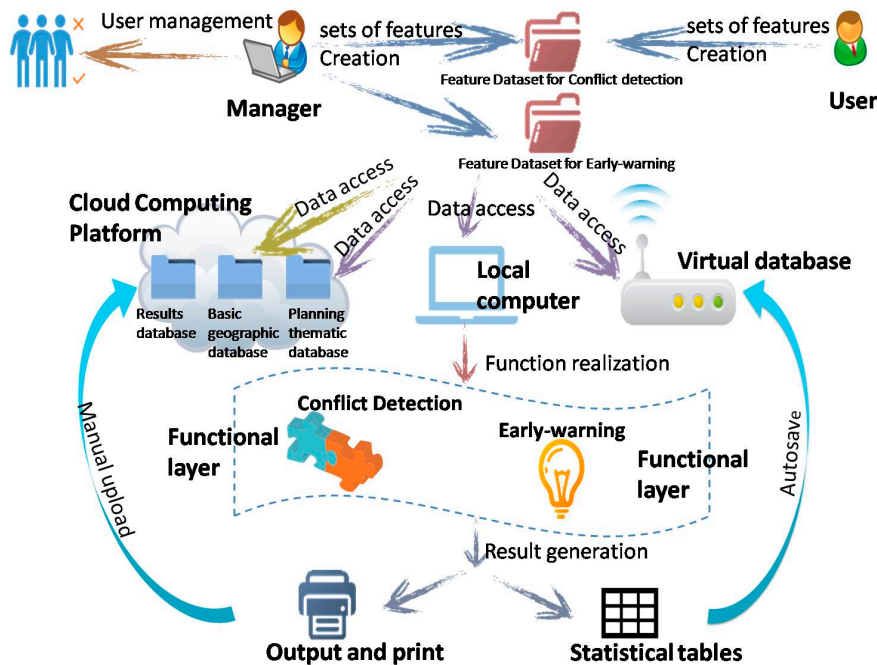 User management
sets of features
Creation
sets of features
Creation
Feature Dataset for Conflict detection
Manager
User
Feature Dataset for Early-warning
Cloud Computing
Platform
Data access
Data access
Data access
Data access
Virtual database
Local
computer
Results
database
Basic
geographic
database
Planning
thematic
database
Function realization
Manual upload
Conflict Detection
Functional
layer
Early-warning
Functional
layer
Autosave
Result generation
Output and print
Statistical tables